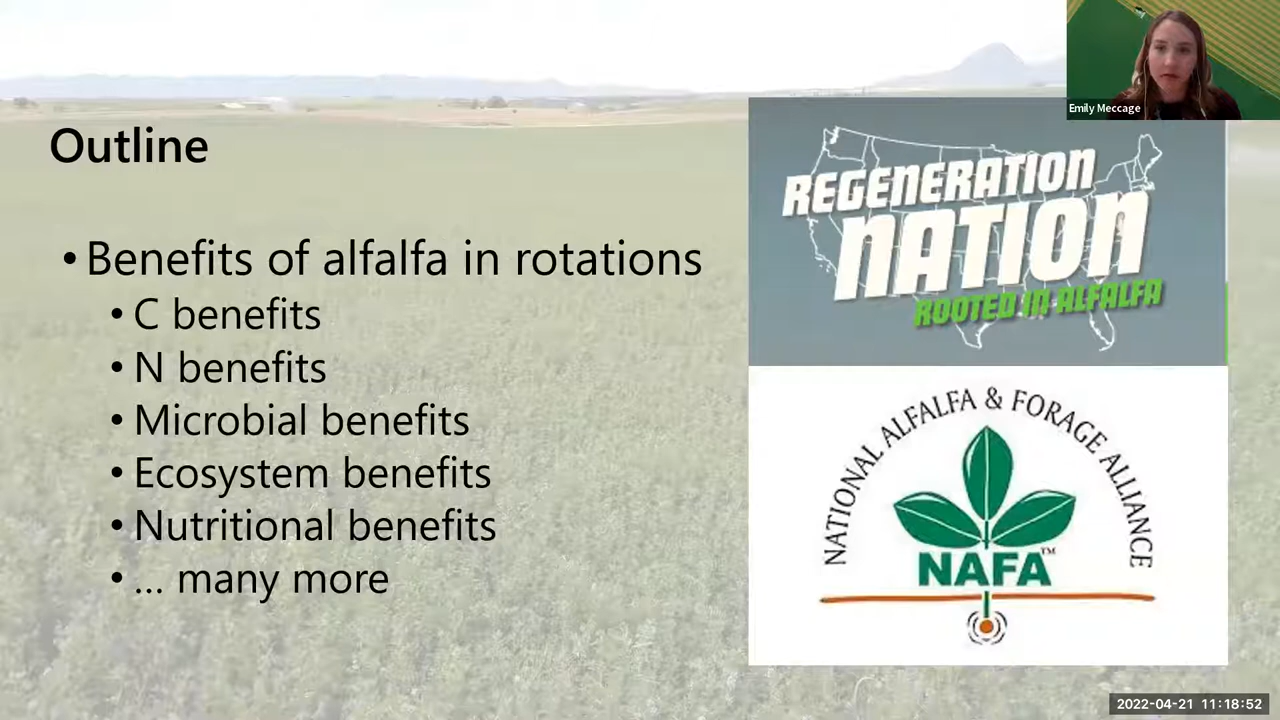 Emily Meccage
Outline
• Benefits of alfalfa in rotations
• C benefits
• N benefits
• Microbial benefits
• Ecosystem benefits
• Nutritional benefits
• ... many more
REGENERATION
NATION
ROOTED IN ALFALFA
NATIONAL ALFALFA & FORAGE ALLIANCE
NAFA™
2022-04-21 11:18:52